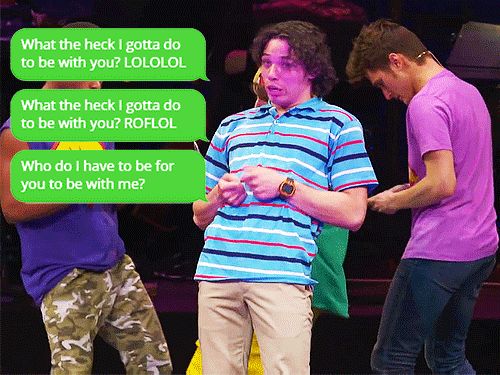 What the heck I gotta do
to be with you? LOLOLOL
What the heck I gotta do
to be with you? ROFLOL
Who do I have to be for
you to be with me?